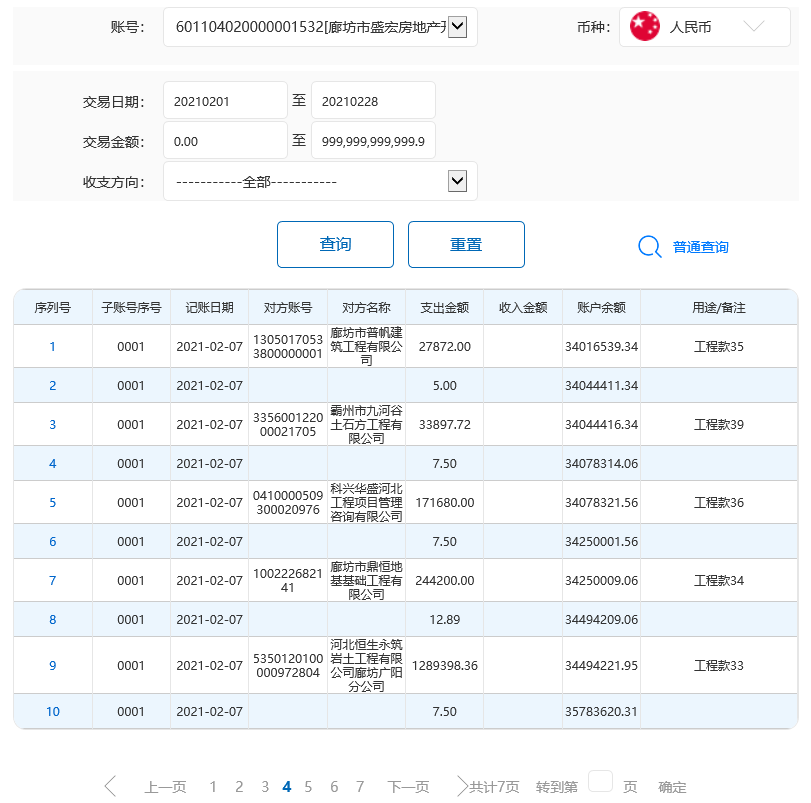 账号： 601104020000001532[廊坊市盛宏房地产开 币种： 人民币
交易日期： 20210201 至 20210228
交易金额： 0.00 至 999,999,999,999.9
收支方向： -----------全部-----------
查询 重置 普通查询
序列号 子账号序号 记账日期 对方账号 对方名称 支出金额 收入金额 账户余额 用途/备注
1 0001 2021-02-07 1305017053 3800000001 廊坊市普帆建筑工程有限公司 27872.00 34016539.34 工程款35
2 0001 2021-02-07 5.00 34044411.34
3 0001 2021-02-07 3356001220 00021705 霸州市九河谷土石方工程有限公司 33897.72 34044416.34 工程款39
4 0001 2021-02-07 7.50 34078314.06
5 0001 2021-02-07 0410000509 300020976 科兴华盛河北工程项目管理咨询有限公司 171680.00 34078321.56 工程款36
6 0001 2021-02-07 7.50 34250001.56
7 0001 2021-02-07 1002226821 41 廊坊市鼎恒地基基础工程有限公司 244200.00 34250009.06 工程款34
8 0001 2021-02-07 12.89 34494209.06
9 0001 2021-02-07 5350120100 000972804 河北恒生永筑岩土工程有限公司廊坊广阳分公司 1289398.36 34494221.95 工程款33
10 0001 2021-02-07 7.50 35783620.31
上一页 1 2 3 4 5 6 7 下一页 共计7页 转到第 页 确定